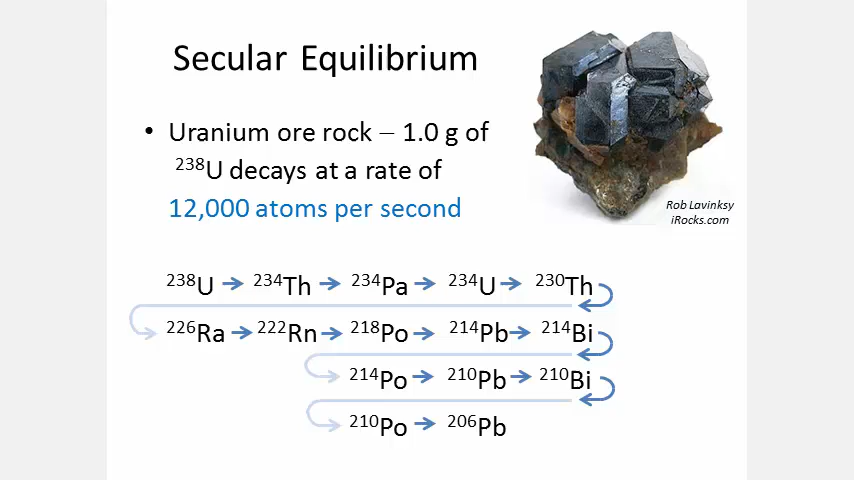 Secular Equilibrium
• Uranium ore rock – 1.0 g of
²³⁸U decays at a rate of
12,000 atoms per second
Rob Lavinksy
iRocks.com
²³⁸U → ²³⁴Th → ²³⁴Pa → ²³⁴U → ²³⁰Th
²²⁶Ra → ²²²Rn → ²¹⁸Po → ²¹⁴Pb → ²¹⁴Bi
²¹⁴Po → ²¹⁰Pb → ²¹⁰Bi
²¹⁰Po → ²⁰⁶Pb